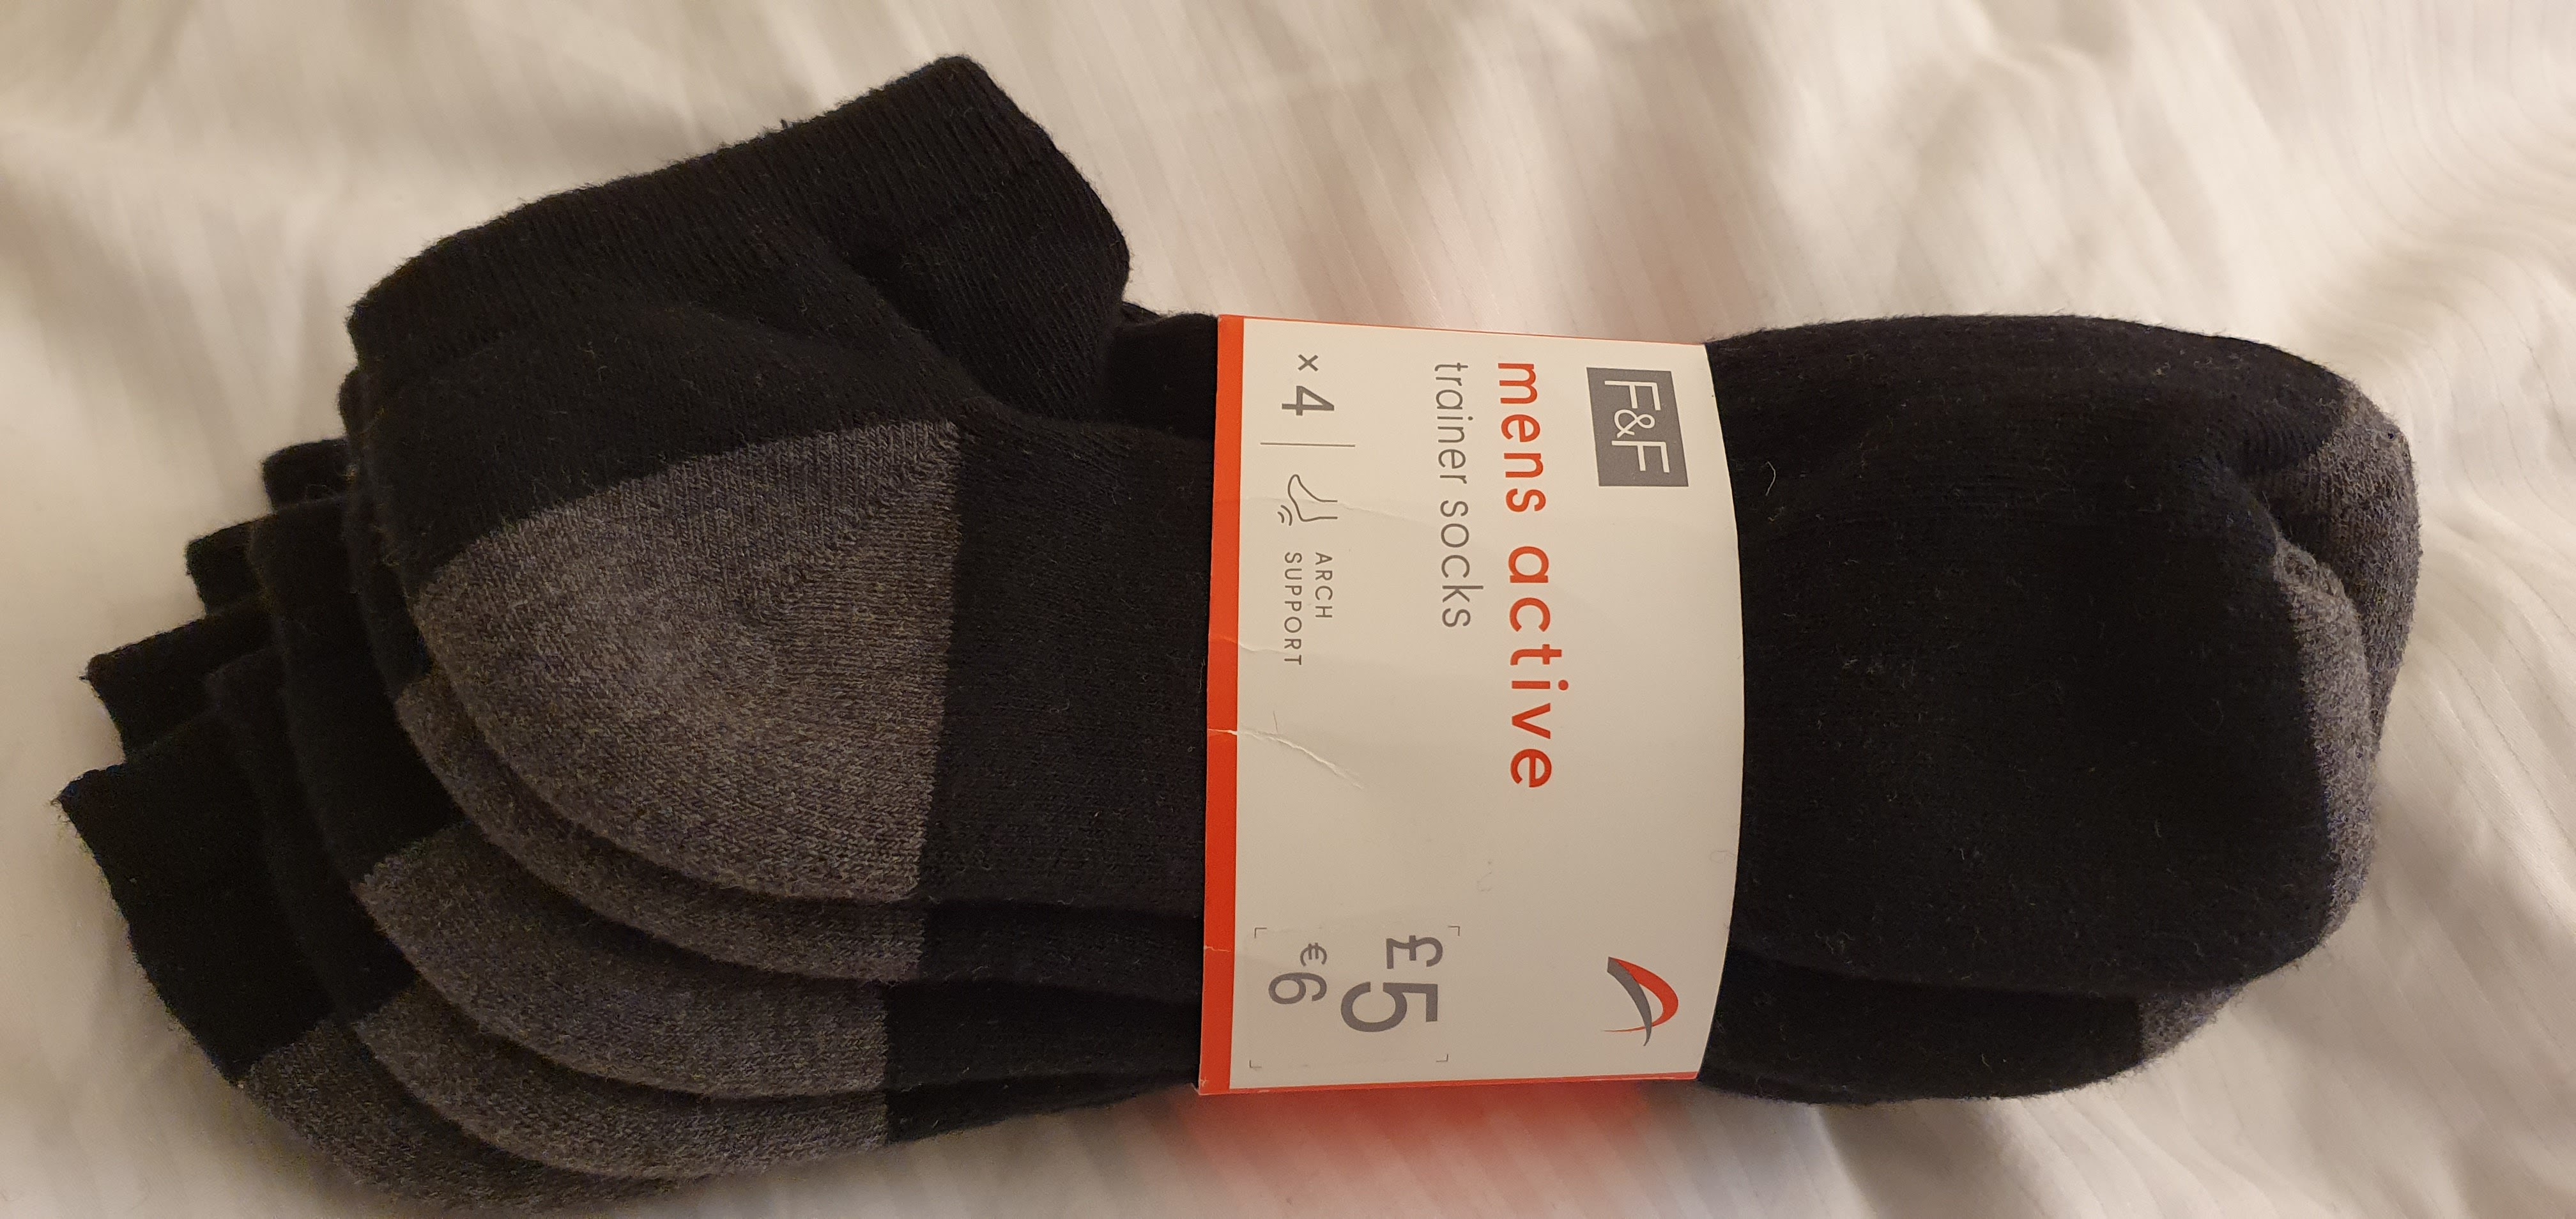 F&F
mens active
trainer socks
x 4
ARCH
SUPPORT
£5
€6